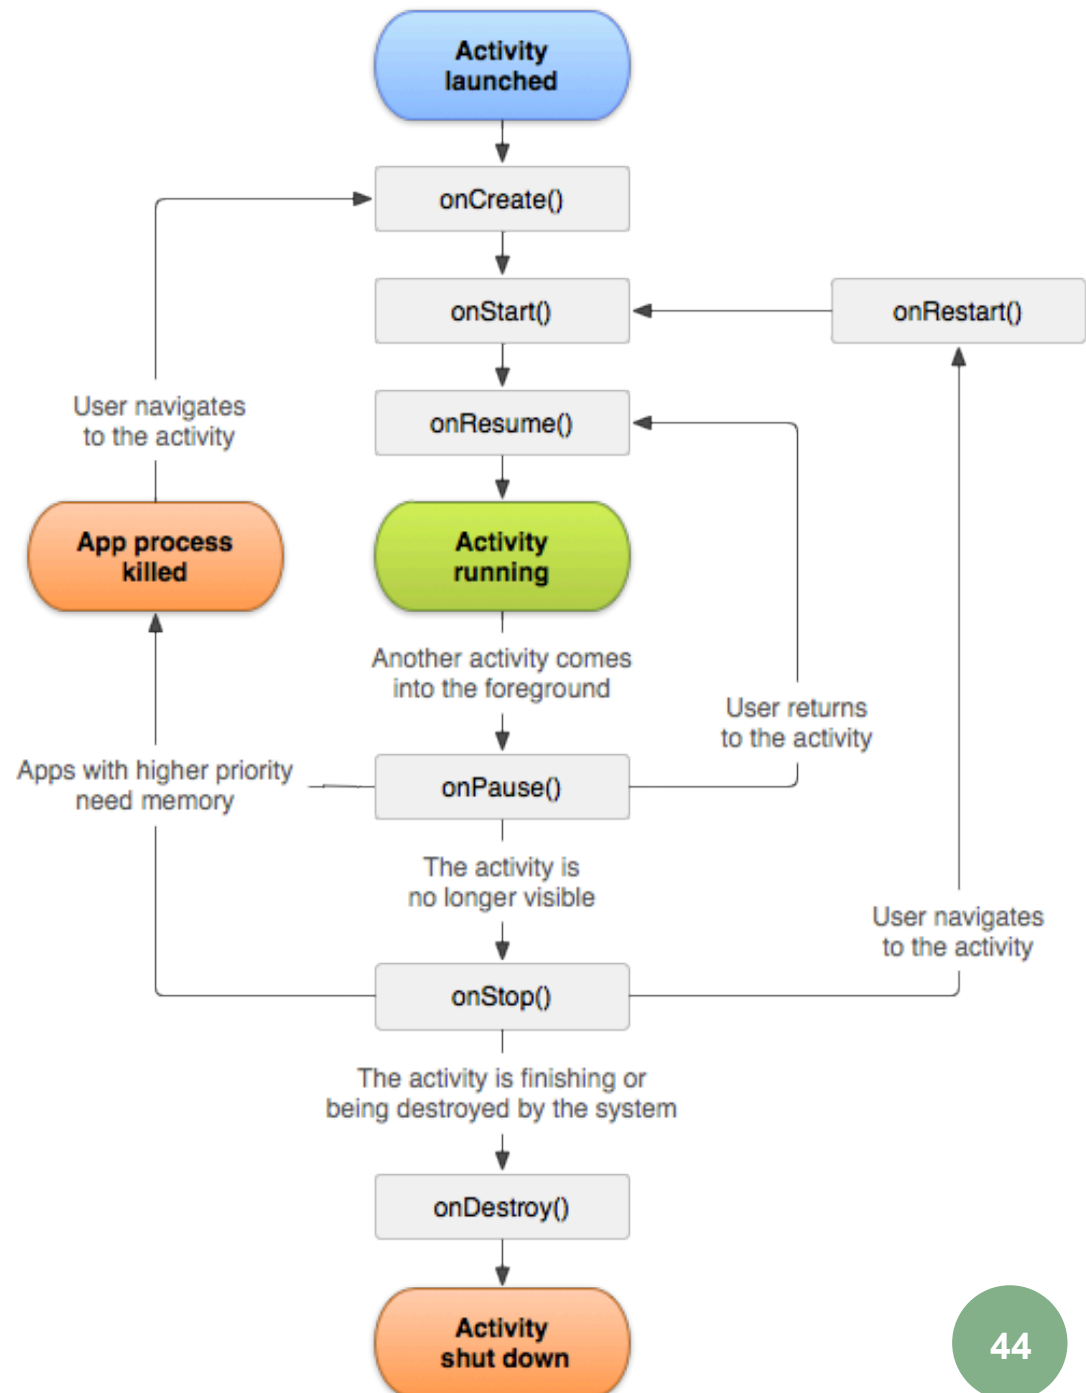 Activity
launched
onCreate()
onStart()
onRestart()
User navigates
to the activity
onResume()
App process
killed
Activity
running
Another activity comes
into the foreground
User returns
to the activity
Apps with higher priority
need memory
onPause()
The activity is
no longer visible
User navigates
to the activity
onStop()
The activity is finishing or
being destroyed by the system
onDestroy()
Activity
shut down
44